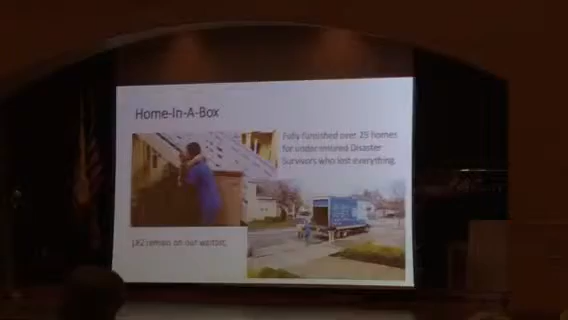 Home-In-A-Box
Fully Furnished over 25 homes
for under-insured Disaster
Survivors who lost everything.
182 remain on our waitlist.